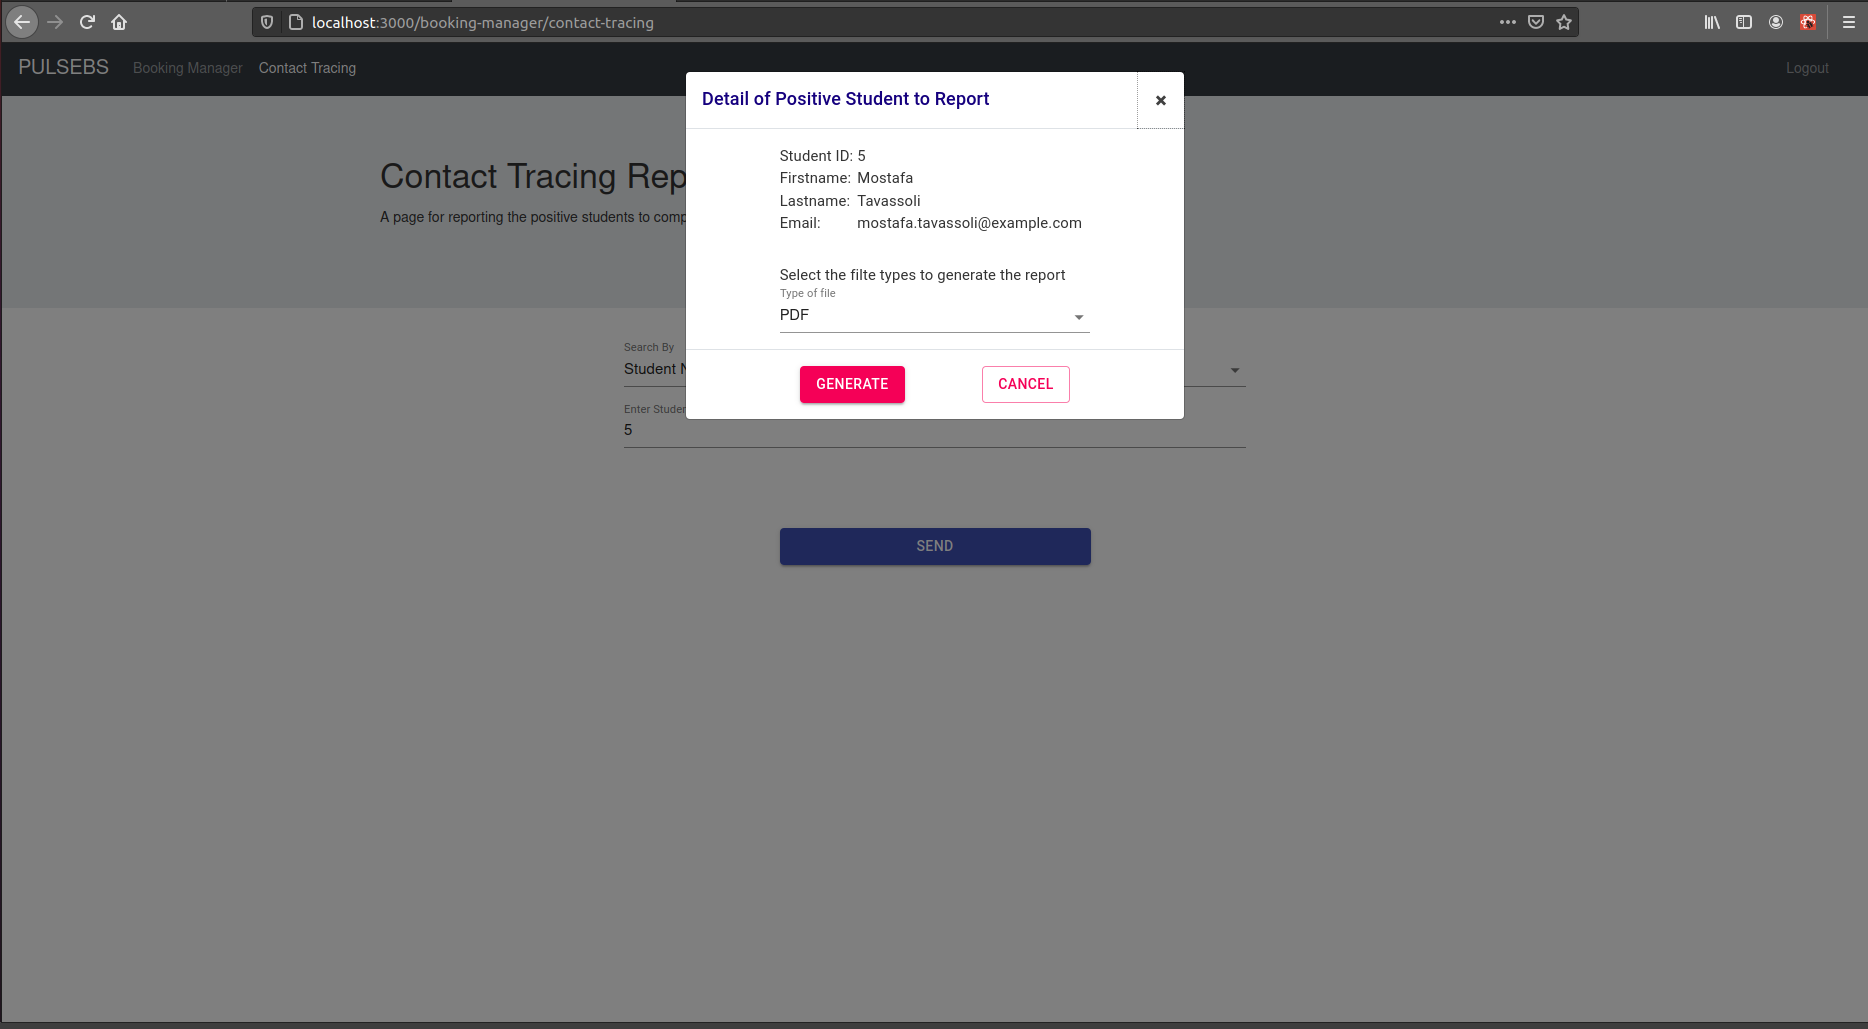 localhost:3000/booking-manager/contact-tracing
PULSEBS Booking Manager Contact Tracing Logout
Detail of Positive Student to Report
×
Contact Tracing
A page for reporting the positive students to
Student ID: 5
Firstname: Mostafa
Lastname: Tavassoli
Email: mostafa.tavassoli@example.com
Select the filte types to generate the report
Type of file
PDF
GENERATE CANCEL
Search By
Student
Enter
5
SEND